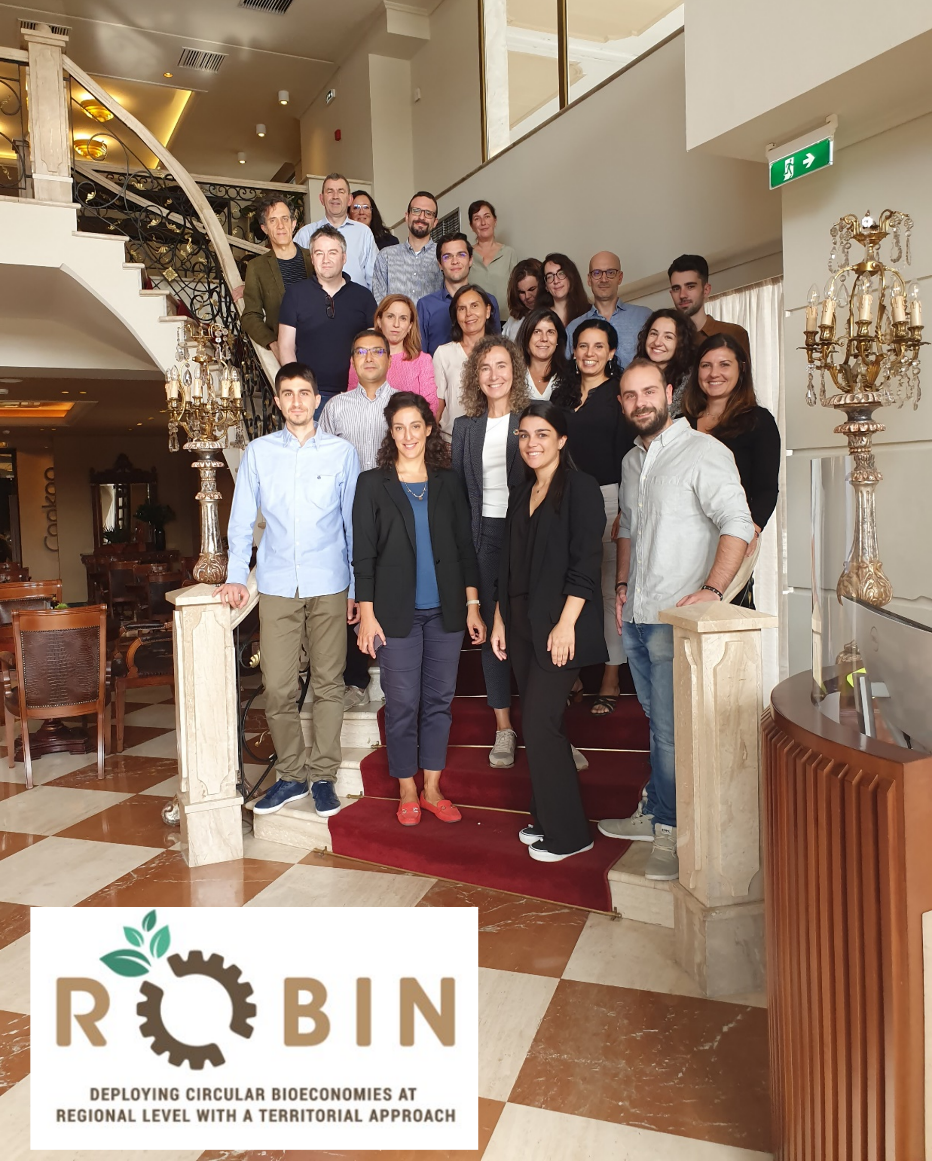 ROBIN
DEPLOYING CIRCULAR BIOECONOMIES AT
REGIONAL LEVEL WITH A TERRITORIAL APPROACH